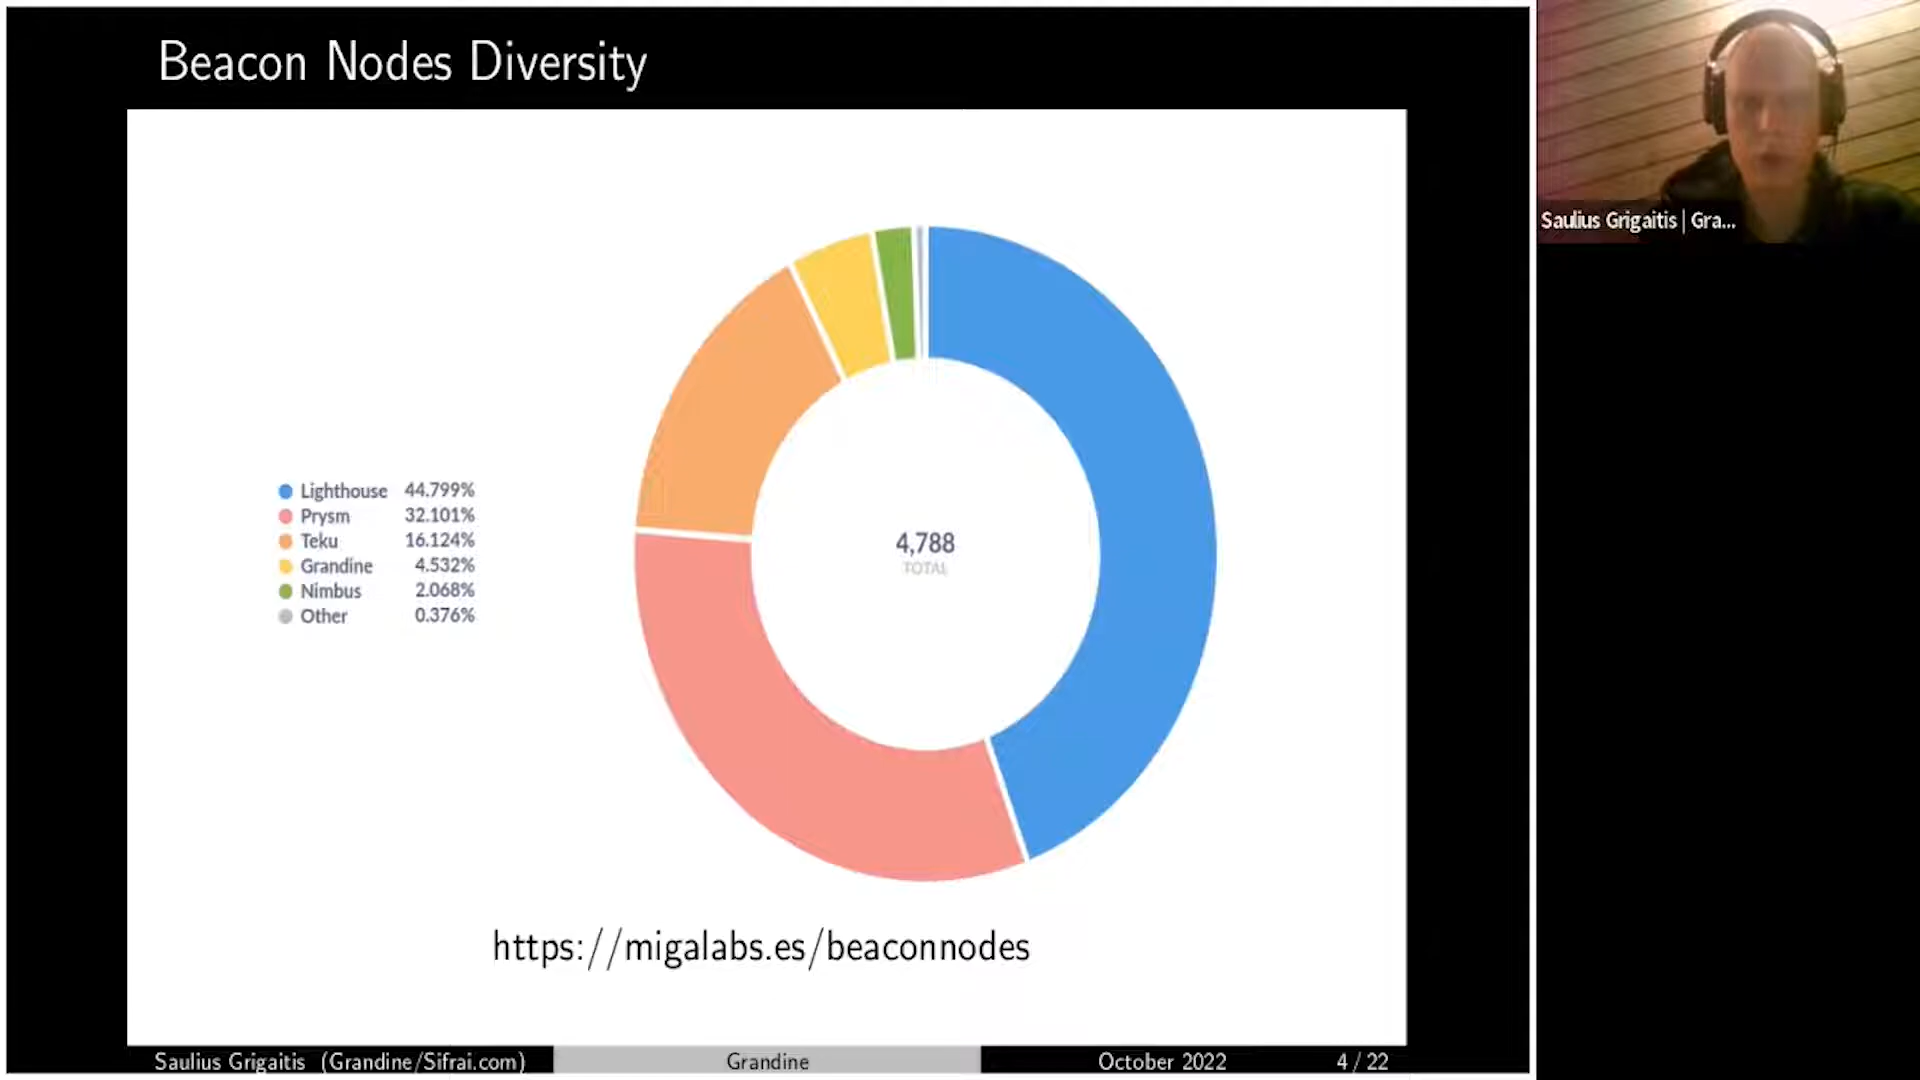 Beacon Nodes Diversity
Saulius Grigaitis | Gra...
Lighthouse 44.799%
Prysm 32.101%
Teku 16.124%
Grandine 4.532%
Nimbus 2.068%
Other 0.376%
4,788
TOTAL
https://migalabs.es/beaconnodes
Saulius Grigaitis (Grandine/Sifrai.com) Grandine October 2022 4 / 22